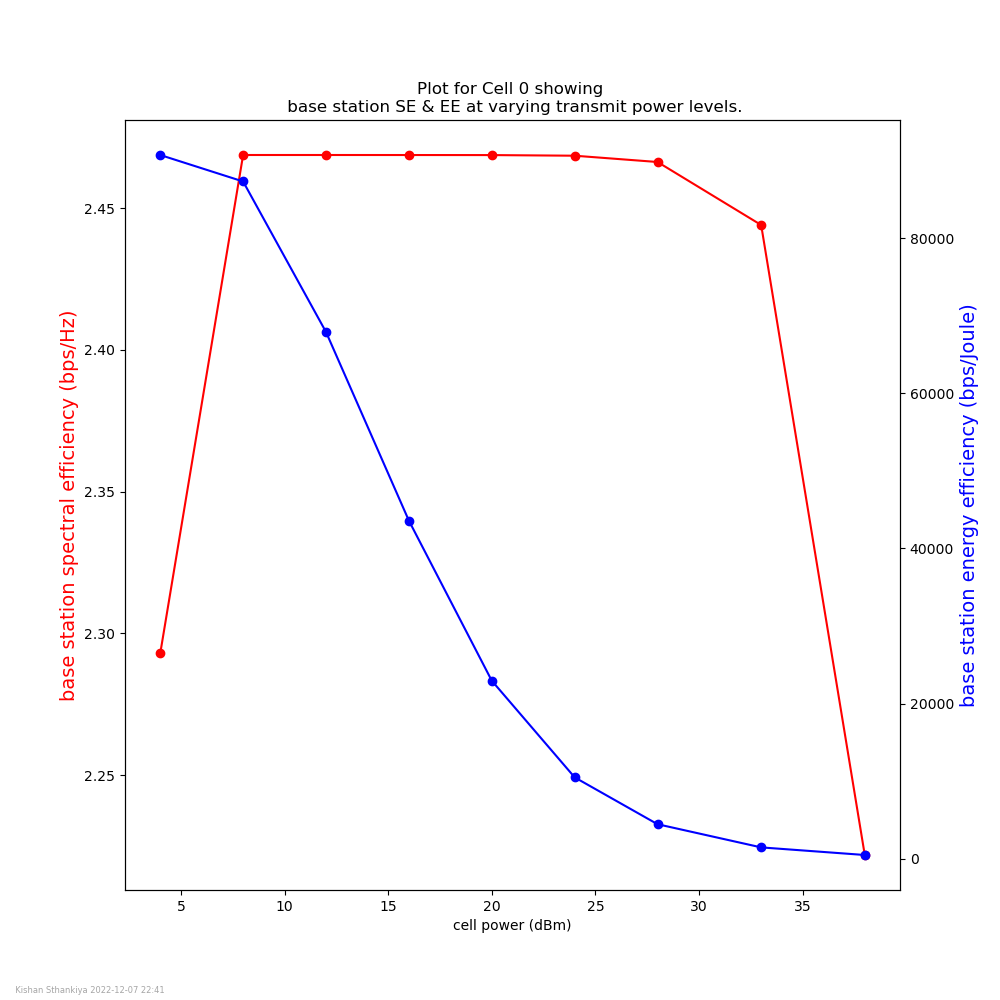 Plot for Cell 0 showing
base station SE & EE at varying transmit power levels.
base station spectral efficiency (bps/Hz)
2.45
2.40
2.35
2.30
2.25
80000
60000
40000
20000
0
base station energy efficiency (bps/Joule)
5 10 15 20 25 30 35
cell power (dBm)
Kishan Sthankiya 2022-12-07 22:41